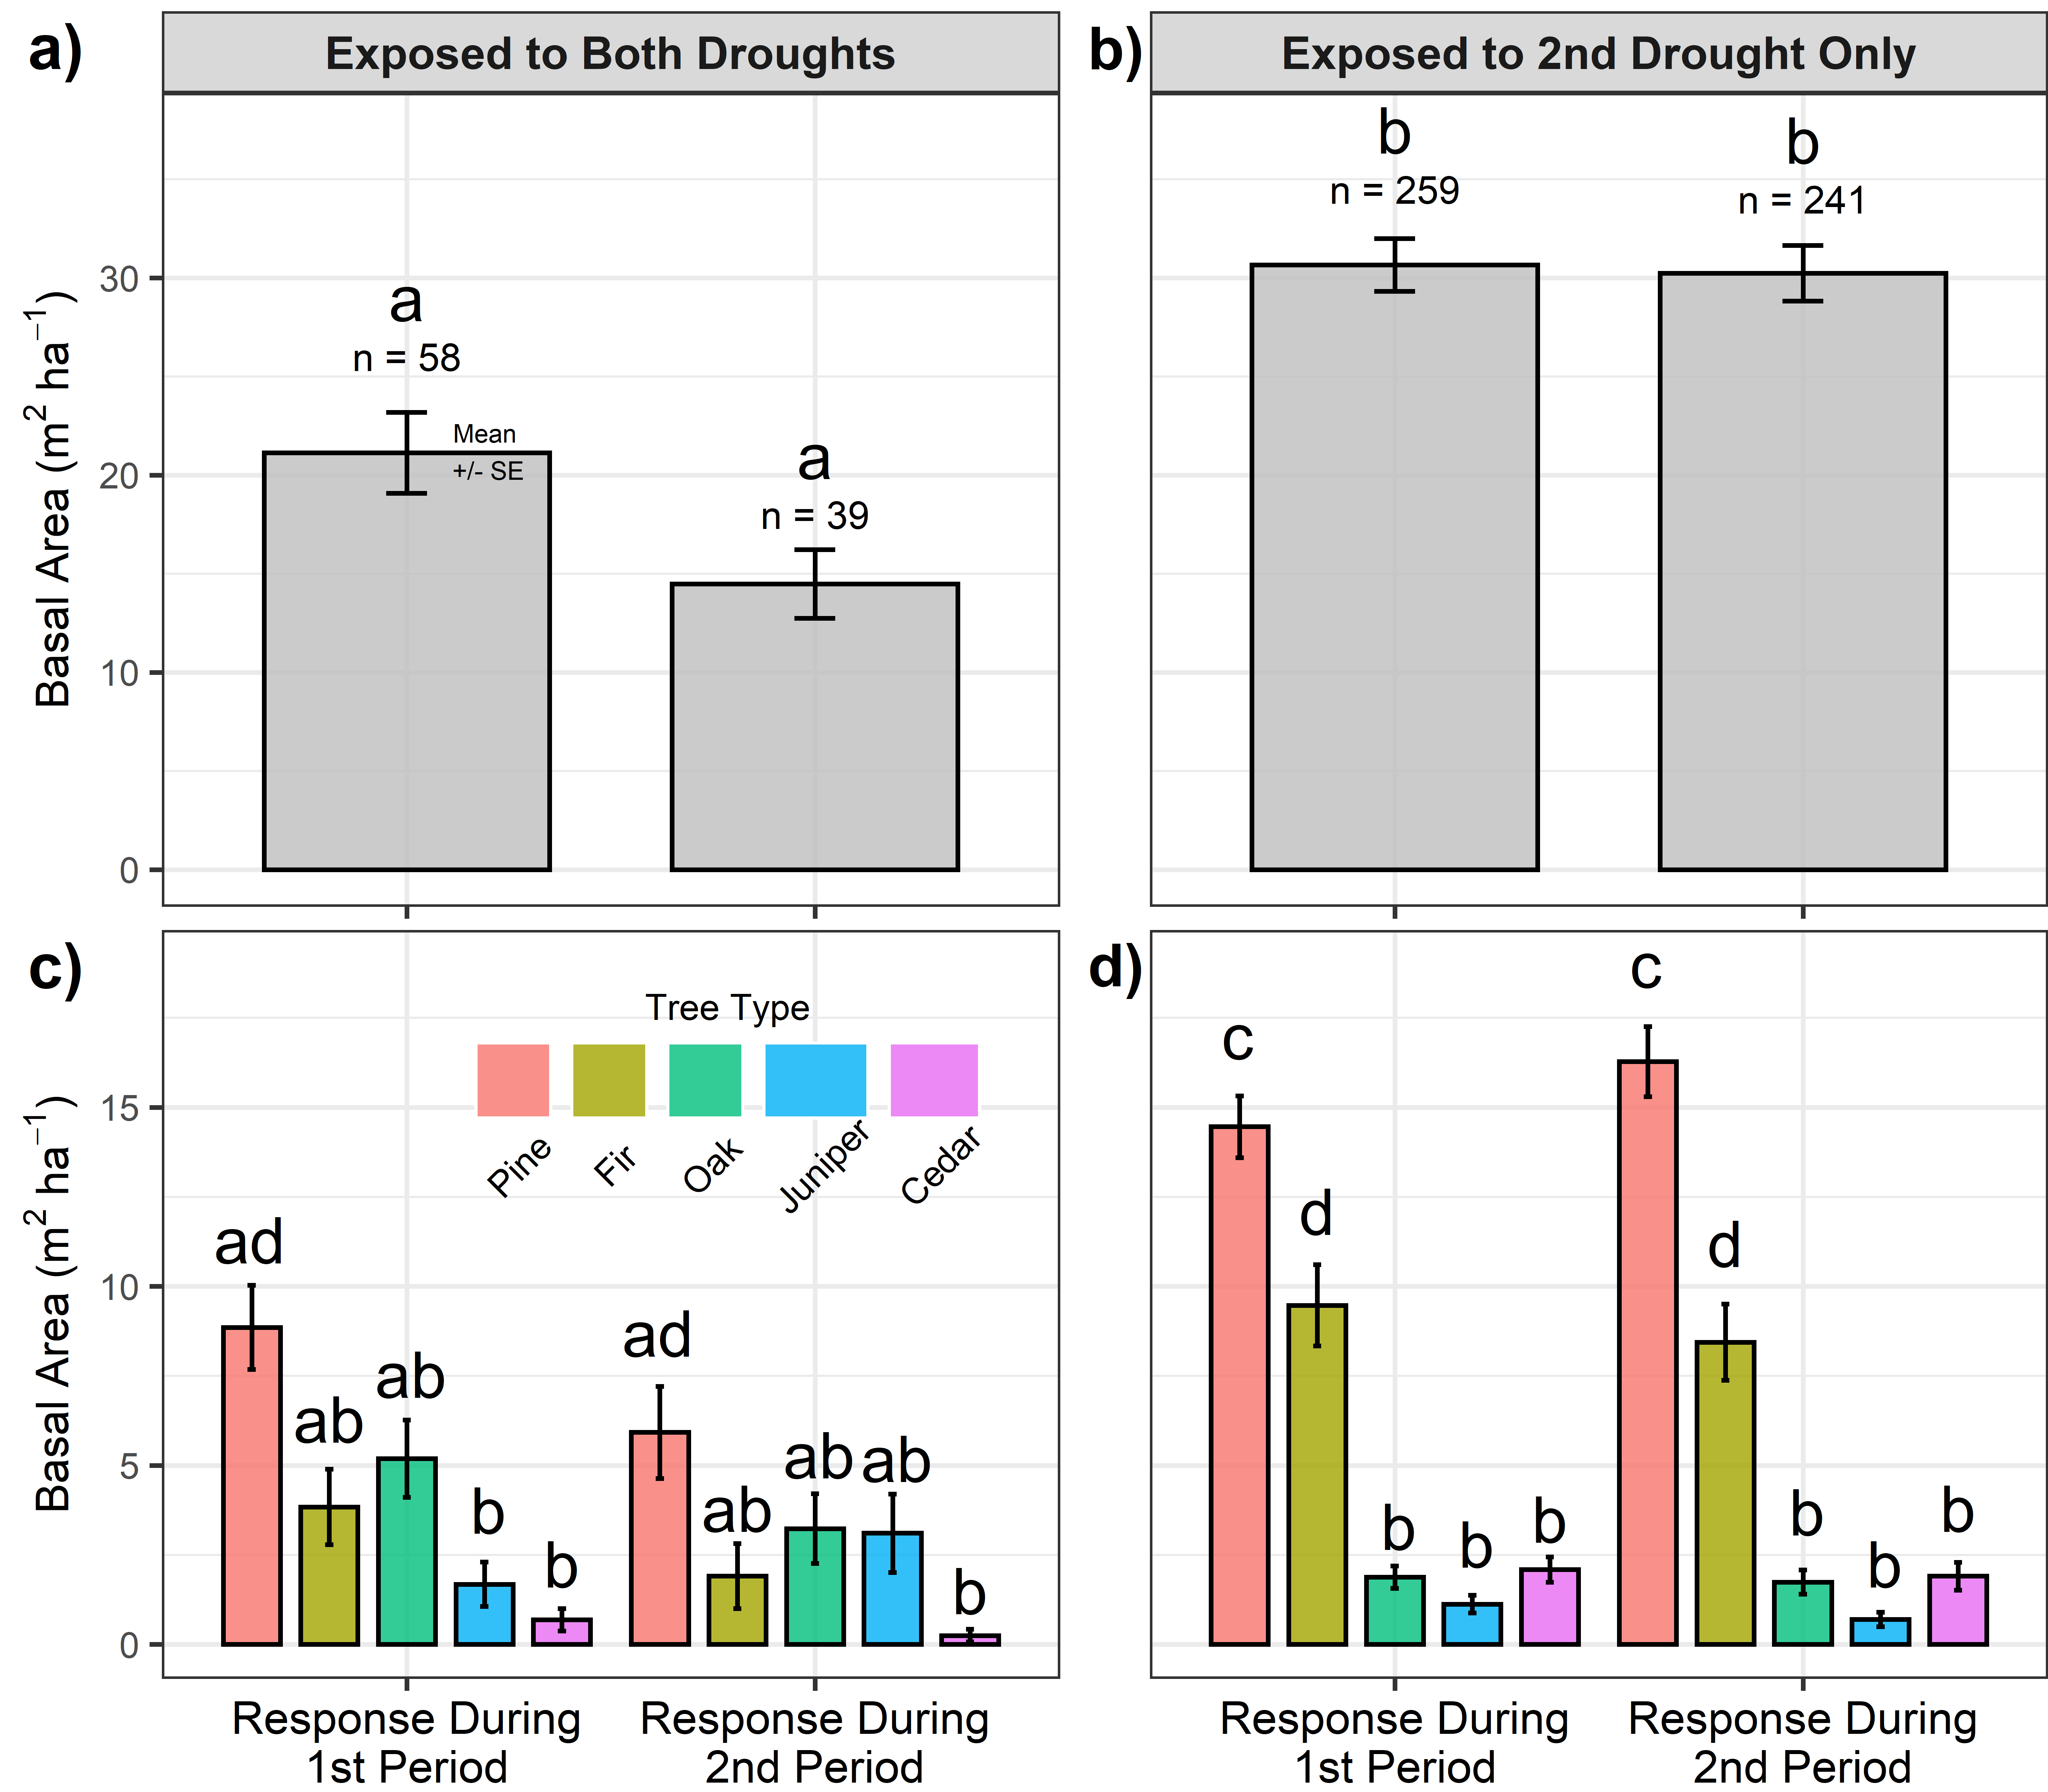 a)
Exposed to Both Droughts
b)
Exposed to 2nd Drought Only
Basal Area (m² ha⁻¹)
30
20
10
0
a
n = 58
Mean
+/- SE
a
n = 39
b
n = 259
b
n = 241
c)
Basal Area (m² ha⁻¹)
15
10
5
0
Tree Type
Pine
Fir
Oak
Juniper
Cedar
ad
ab
ab
b
b
ad
ab
ab
ab
b
d)
c
d
b
b
b
c
d
b
b
b
Response During
1st Period
Response During
2nd Period
Response During
1st Period
Response During
2nd Period